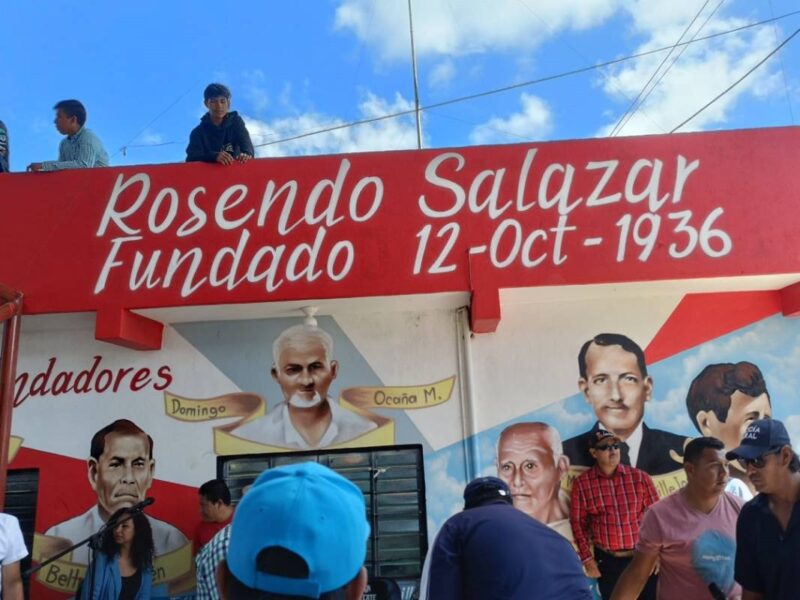 Rosendo Salazar
Fundado 12-Oct-1936
ndadores
Domingo Ocaña M.